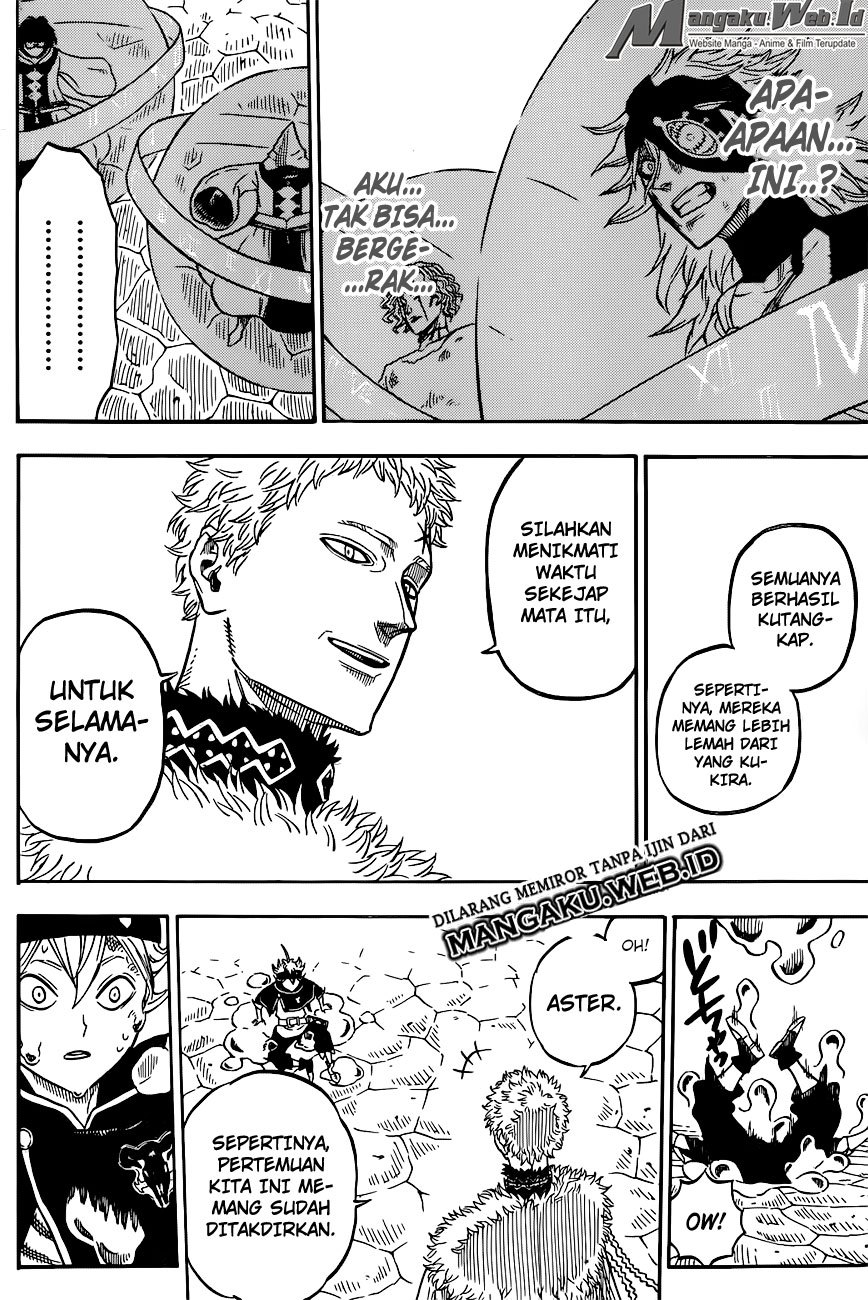 Mangaku.Web.Id
Website Manga - Anime & Film Terupdate
APA-
APAAN...
INI..?
AKU...
TAK BISA...
BERGE-
...RAK...
SEMUANYA
BERHASIL
KUTANG-
KAP.
SEPERTI-
NYA, MEREKA
MEMANG LEBIH
LEMAH DARI
YANG KU-
KIRA.
SILAHKAN
MENIKMATI
WAKTU
SEKEJAP
MATA ITU,
UNTUK
SELAMA-
NYA.
DILARANG MEMIROR TANPA IJIN DARI
MANGAKU.WEB.ID
OW!
OH!
ASTER.
SEPERTINYA,
PERTEMUAN
KITA INI ME-
MANG SUDAH
DITAKDIRKAN.